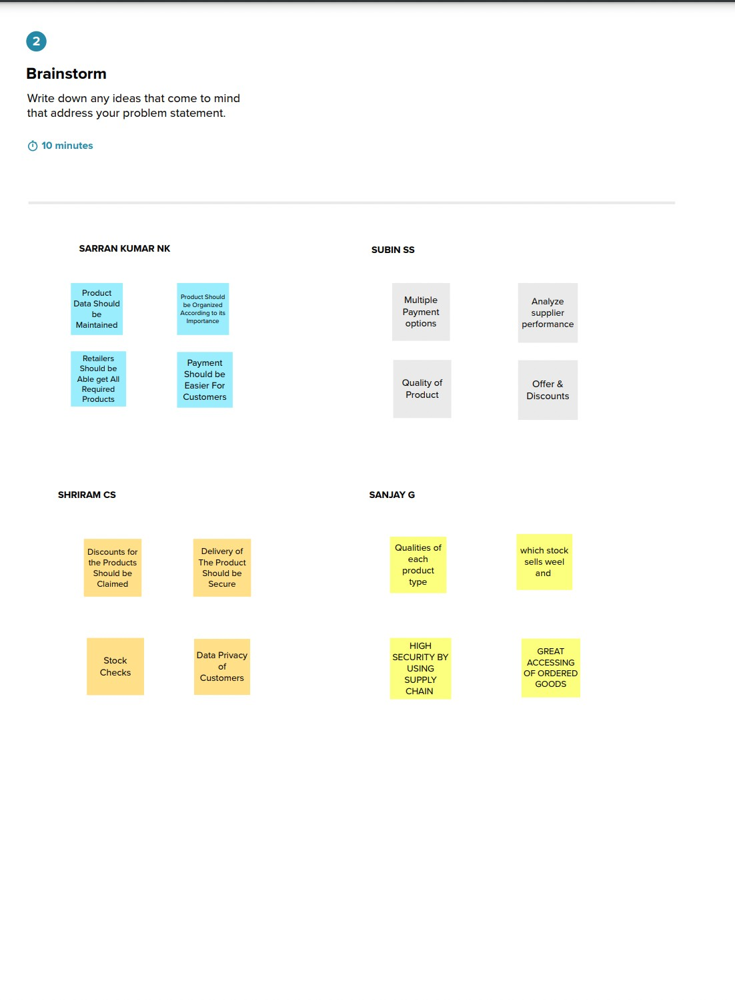 2
Brainstorm
Write down any ideas that come to mind
that address your problem statement.
10 minutes
SARRAN KUMAR NK
Product
Data Should
be
Maintained
Product Should
be Organized
According to its
Importance
Retailers
Should be
Able get All
Required
Products
Payment
Should be
Easier For
Customers
SUBIN SS
Multiple
Payment
options
Analyze
supplier
performance
Quality of
Product
Offer &
Discounts
SHRIRAM CS
Discounts for
the Products
Should be
Claimed
Delivery of
The Product
Should be
Secure
Stock
Checks
Data Privacy
of
Customers
SANJAY G
Qualities of
each
product
type
which stock
sells weel
and
HIGH
SECURITY BY
USING
SUPPLY
CHAIN
GREAT
ACCESSING
OF ORDERED
GOODS